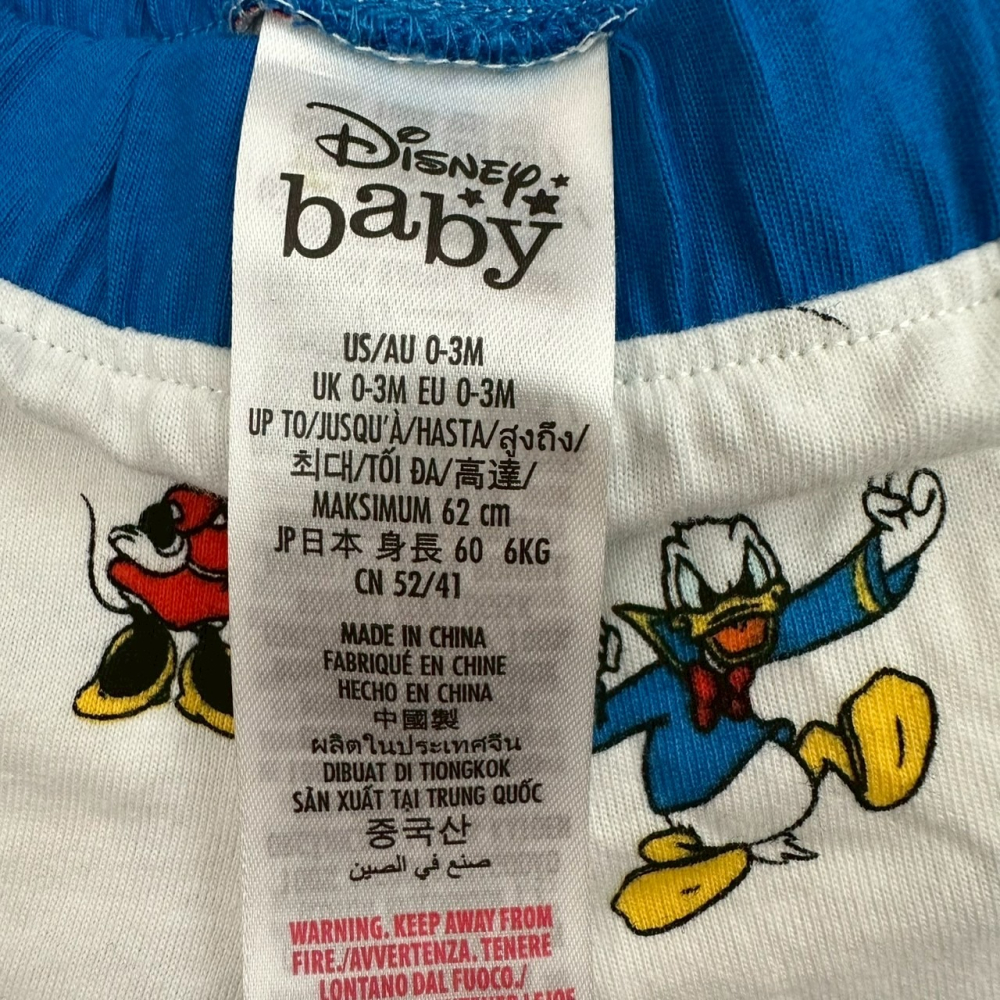 Disney
baby
US/AU 0-3M
UK 0-3M EU 0-3M
UP TO/JUSQU'À/HASTA/สูงถึง/
최대/TỐI ĐA/高達/
MAKSIMUM 62 cm
JP日本 身長 60 6KG
CN 52/41
MADE IN CHINA
FABRIQUÉ EN CHINE
HECHO EN CHINA
中國製
ผลิตในประเทศจีน
DIBUAT DI TIONGKOK
SẢN XUẤT TẠI TRUNG QUỐC
중국산
صنع في الصين
WARNING. KEEP AWAY FROM
FIRE./AVVERTENZA. TENERE
LONTANO DAL FUOCO./